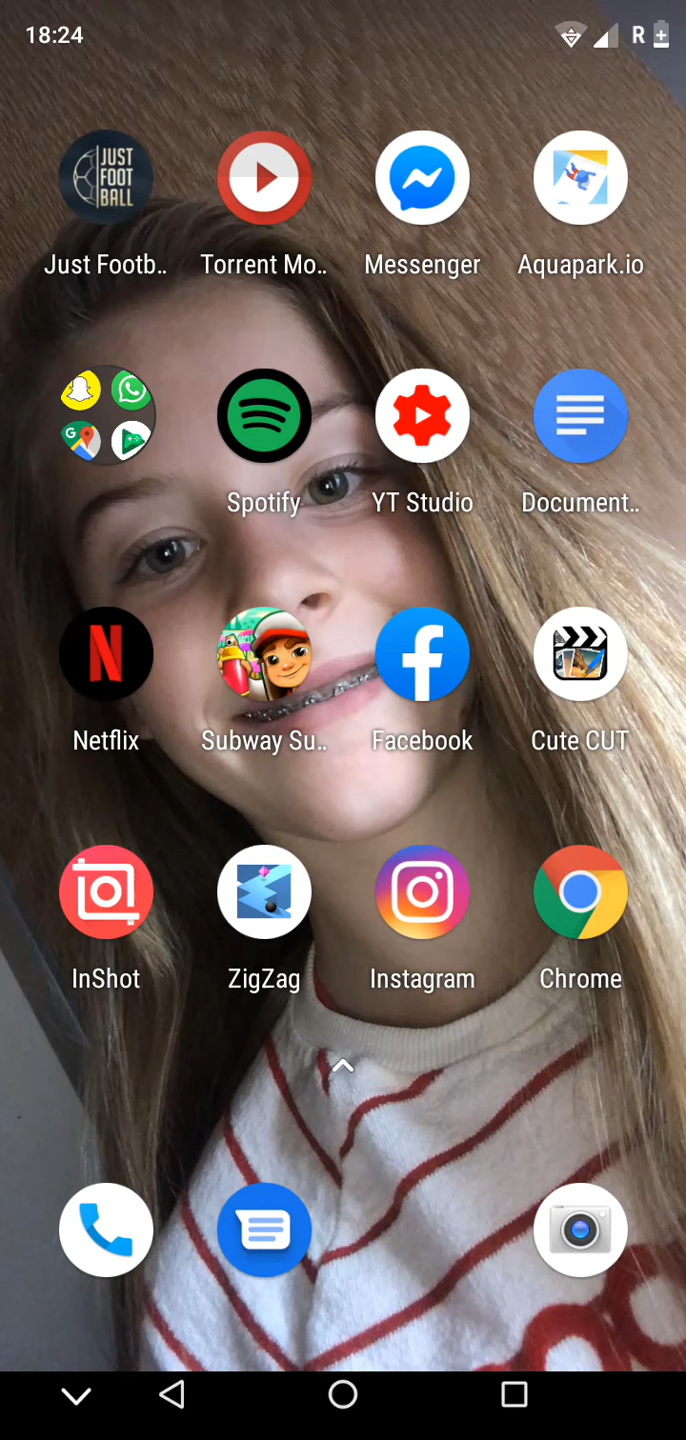 18:24
R
JUST
FOOT
BALL
Just Footb..
Torrent Mo..
Messenger
Aquapark.io
G
Spotify
YT Studio
Document..
N
f
Netflix
Subway Su..
Facebook
Cute CUT
InShot
ZigZag
Instagram
Chrome